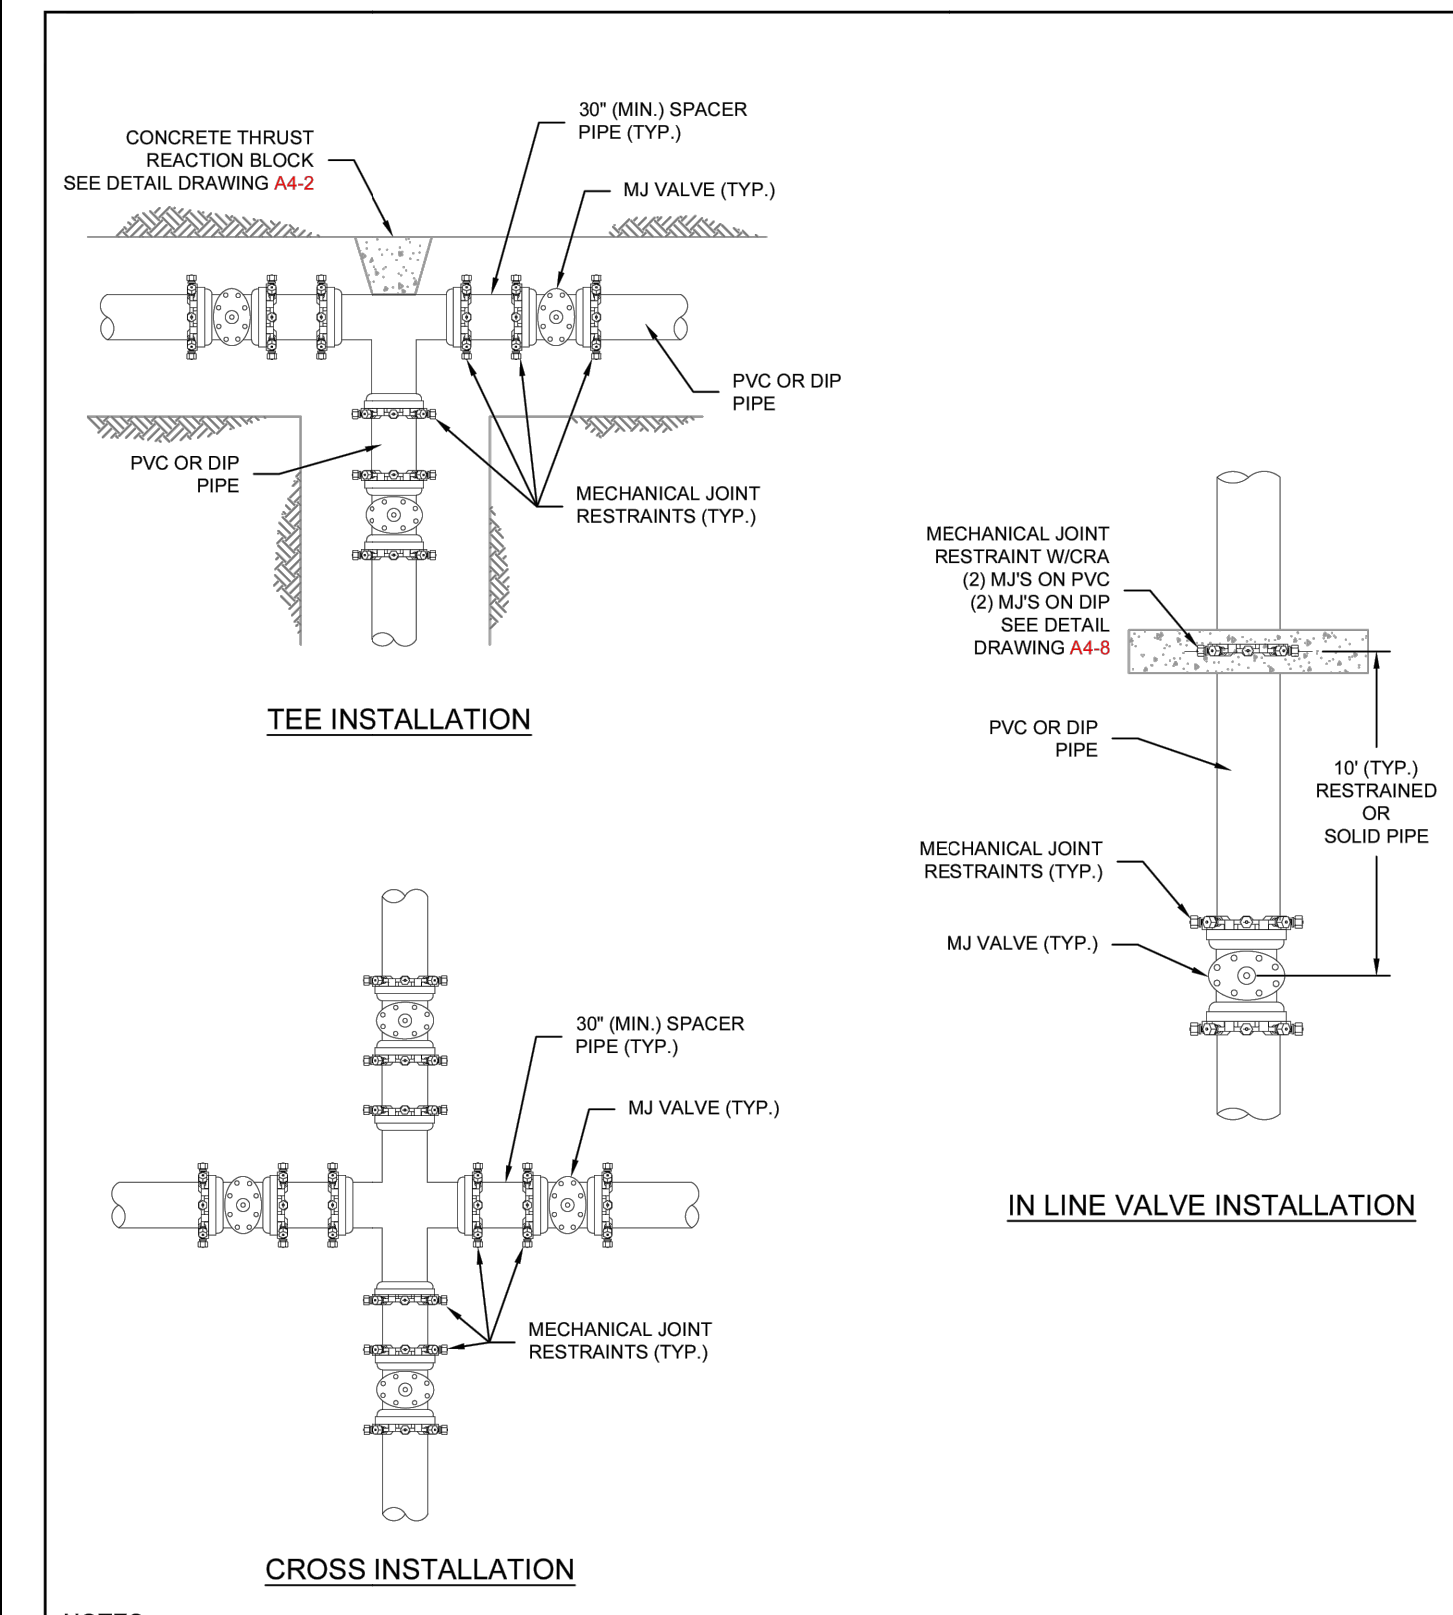 30" (MIN.) SPACER
PIPE (TYP.)
CONCRETE THRUST
REACTION BLOCK
SEE DETAIL DRAWING A4-2
MJ VALVE (TYP.)
PVC OR DIP
PIPE
PVC OR DIP
PIPE
MECHANICAL JOINT
RESTRAINTS (TYP.)
TEE INSTALLATION
MECHANICAL JOINT
RESTRAINT W/CRA
(2) MJ'S ON PVC
(2) MJ'S ON DIP
SEE DETAIL
DRAWING A4-8
PVC OR DIP
PIPE
10' (TYP.)
RESTRAINED
OR
SOLID PIPE
MECHANICAL JOINT
RESTRAINTS (TYP.)
MJ VALVE (TYP.)
IN LINE VALVE INSTALLATION
30" (MIN.) SPACER
PIPE (TYP.)
MJ VALVE (TYP.)
MECHANICAL JOINT
RESTRAINTS (TYP.)
CROSS INSTALLATION